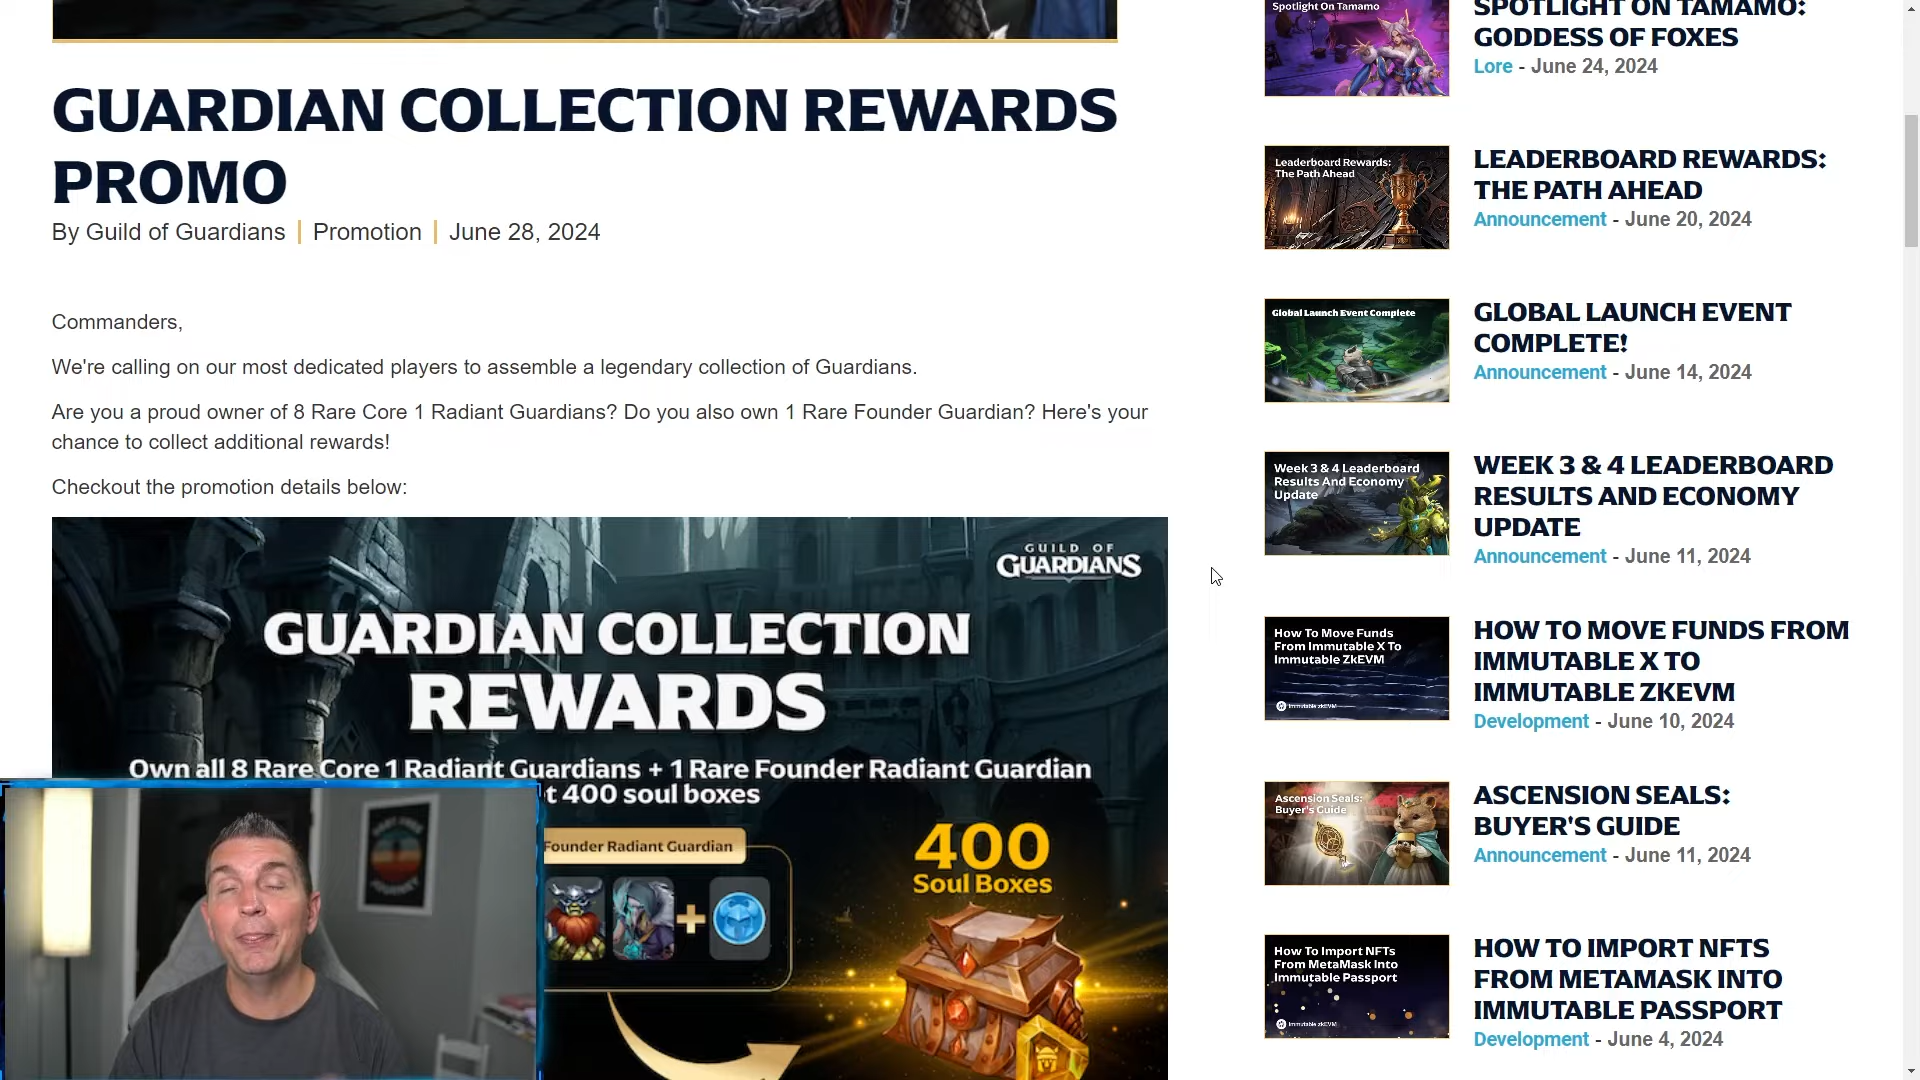 GUARDIAN COLLECTION REWARDS
PROMO
By Guild of Guardians | Promotion | June 28, 2024
Commanders,
We're calling on our most dedicated players to assemble a legendary collection of Guardians.
Are you a proud owner of 8 Rare Core 1 Radiant Guardians? Do you also own 1 Rare Founder Guardian? Here's your
chance to collect additional rewards!
Checkout the promotion details below:
GUILD OF
GUARDIANS
GUARDIAN COLLECTION
REWARDS
Own all 8 Rare Core 1 Radiant Guardians + 1 Rare Founder Radiant Guardian
t 400 soul boxes
Founder Radiant Guardian
400
Soul Boxes
Spotlight On Tamamo
SPOTLIGHT ON TAMAMO:
GODDESS OF FOXES
Lore - June 24, 2024
Leaderboard Rewards:
The Path Ahead
LEADERBOARD REWARDS:
THE PATH AHEAD
Announcement - June 20, 2024
Global Launch Event Complete
GLOBAL LAUNCH EVENT
COMPLETE!
Announcement - June 14, 2024
Week 3 & 4 Leaderboard
Results And Economy
Update
WEEK 3 & 4 LEADERBOARD
RESULTS AND ECONOMY
UPDATE
Announcement - June 11, 2024
How To Move Funds
From Immutable X To
Immutable ZkEVM
immutable zkEVM
HOW TO MOVE FUNDS FROM
IMMUTABLE X TO
IMMUTABLE ZKEVM
Development - June 10, 2024
Ascension Seals:
Buyer's Guide
ASCENSION SEALS:
BUYER'S GUIDE
Announcement - June 11, 2024
How To Import NFTs
From MetaMask Into
Immutable Passport
immutable zkEVM
HOW TO IMPORT NFTS
FROM METAMASK INTO
IMMUTABLE PASSPORT
Development - June 4, 2024